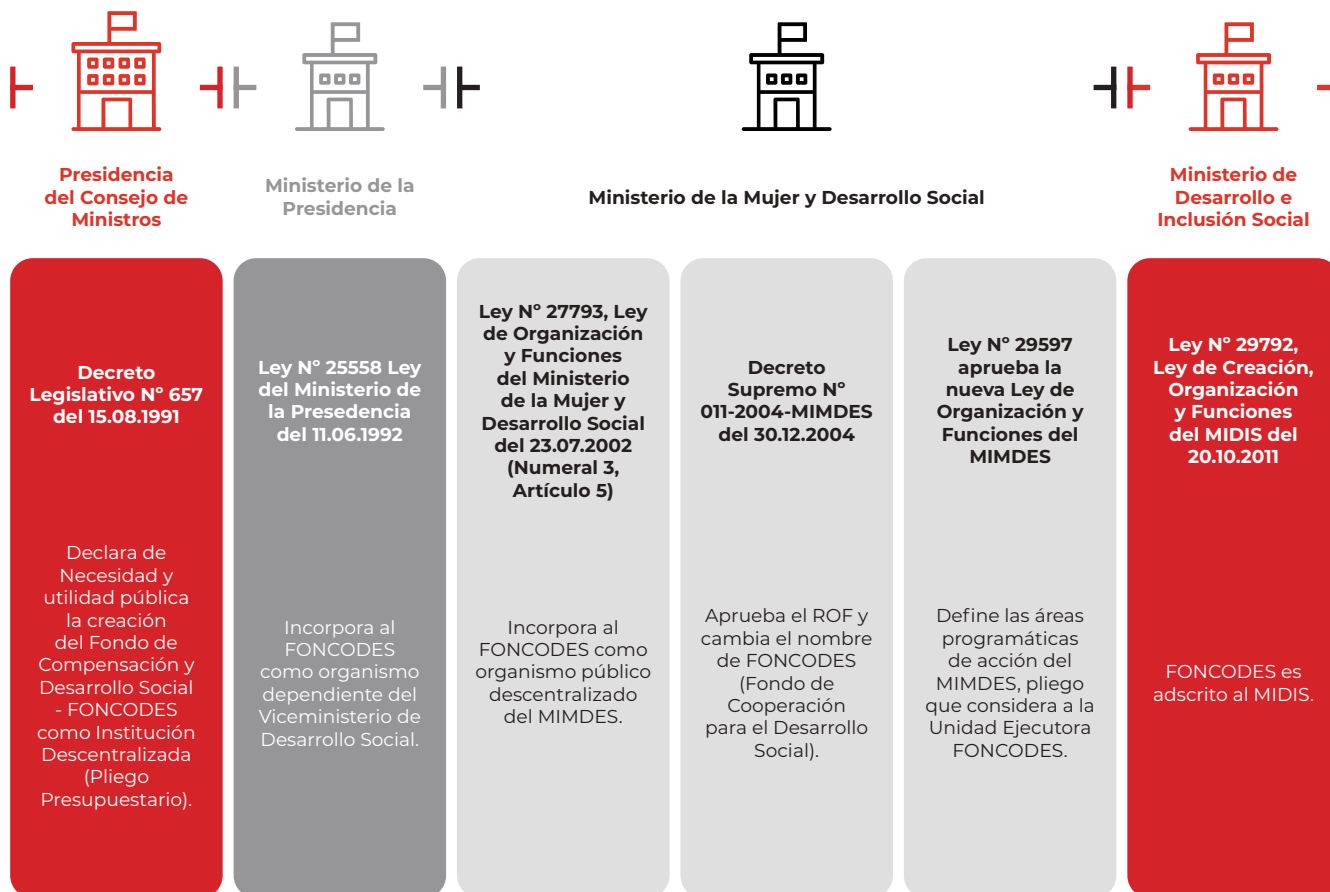 Presidencia
del Consejo de
Ministros
Ministerio de la
Presidencia
Ministerio de la Mujer y Desarrollo Social
Ministerio de
Desarrollo e
Inclusión Social
Decreto
Legislativo Nº 657
del 15.08.1991
Declara de
Necesidad y
utilidad pública
la creación
del Fondo de
Compensación y
Desarrollo Social
- FONCODES
como Institución
Descentralizada
(Pliego
Presupuestario).
Ley Nº 25558 Ley
del Ministerio de
la Presedencia
del 11.06.1992
Incorpora al
FONCODES
como organismo
dependiente del
Viceministerio de
Desarrollo Social.
Ley Nº 27793, Ley
de Organización
y Funciones
del Ministerio
de la Mujer y
Desarrollo Social
del 23.07.2002
(Numeral 3,
Artículo 5)
Incorpora al
FONCODES como
organismo público
descentralizado
del MIMDES.
Decreto
Supremo Nº
011-2004-MIMDES
del 30.12.2004
Aprueba el ROF y
cambia el nombre
de FONCODES
(Fondo de
Cooperación
para el Desarrollo
Social).
Ley Nº 29597
aprueba la
nueva Ley de
Organización y
Funciones del
MIMDES
Define las áreas
programáticas
de acción del
MIMDES, pliego
que considera a la
Unidad Ejecutora
FONCODES.
Ley Nº 29792,
Ley de Creación,
Organización
y Funciones
del MIDIS del
20.10.2011
FONCODES es
adscrito al MIDIS.